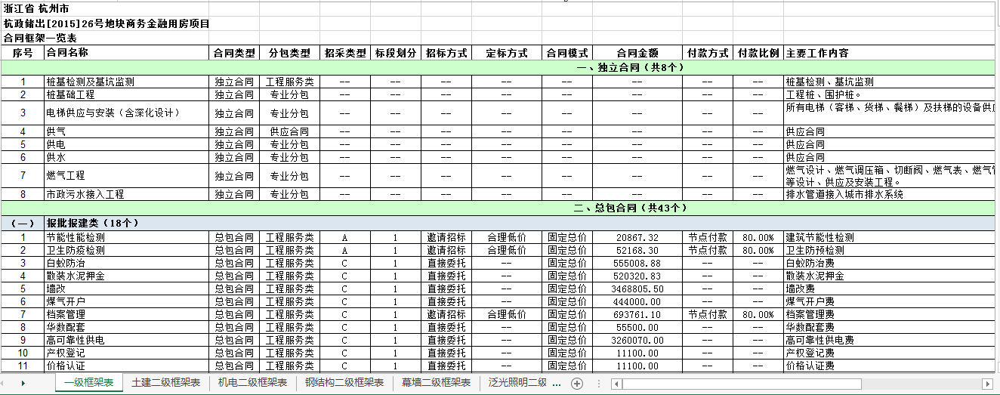 浙江省 杭州市
杭政储出[2015]26号地块商务金融用房项目
合同框架一览表
序号 合同名称 合同类型 分包类型 招采类型 标段划分 招标方式 定标方式 合同模式 合同金额 付款方式 付款比例 主要工作内容
一、独立合同（共8个）
1 桩基检测及基坑监测 独立合同 工程服务类 —— —— —— —— —— —— —— —— 桩基检测、基坑监测
2 桩基础工程 独立合同 专业分包 —— —— —— —— —— —— —— —— 工程桩、围护桩。
3 电梯供应与安装（含深化设计） 独立合同 专业分包 —— —— —— —— —— —— —— —— 所有电梯（客梯、货梯、餐梯）及扶梯的设备供
4 供气 独立合同 供应合同 —— —— —— —— —— —— —— —— 供应合同
5 供电 独立合同 专业分包 —— —— —— —— —— —— —— —— 供应合同
6 供水 独立合同 专业分包 —— —— —— —— —— —— —— —— 供应合同
7 燃气工程 独立合同 专业分包 —— —— —— —— —— —— —— —— 燃气设计、燃气调压箱、切断阀、燃气表、燃气
等设计、供应及安装工程。
8 市政污水接入工程 独立合同 专业分包 —— —— —— —— —— —— —— —— 排水管道接入城市排水系统
二、总包合同（共43个）
（一） 报批报建类（18个）
1 节能性能检测 总包合同 工程服务类 A 1 邀请招标 合理低价 固定总价 20867.32 节点付款 80.00% 建筑节能性检测
2 卫生防疫检测 总包合同 工程服务类 A 1 邀请招标 合理低价 固定总价 52168.30 节点付款 80.00% 卫生防预检测
3 白蚁防治 总包合同 工程服务类 C 1 直接委托 —— 固定总价 555008.88 —— —— 白蚁防治费
4 散装水泥押金 总包合同 工程服务类 C 1 直接委托 —— 固定总价 520320.83 —— —— 散装水泥押金
5 墙改 总包合同 工程服务类 C 1 直接委托 —— 固定总价 3468805.50 —— —— 墙改费
6 煤气开户 总包合同 工程服务类 C 1 直接委托 —— 固定总价 444000.00 —— —— 煤气开户费
7 档案管理 总包合同 工程服务类 C 1 邀请招标 合理低价 固定总价 693761.10 节点付款 80.00% 档案管理费
8 华数配套 总包合同 工程服务类 C 1 直接委托 —— 固定总价 55500.00 —— —— 华数配套费
9 高可靠性供电 总包合同 工程服务类 C 1 直接委托 —— 固定总价 3260070.00 —— —— 高可靠性供电费
10 产权登记 总包合同 工程服务类 C 1 直接委托 —— 固定总价 11100.00 —— —— 产权登记费
11 价格认证 总包合同 工程服务类 C 1 直接委托 —— 固定总价 11100.00 —— —— 价格认证费
一级框架表 土建二级框架表 机电二级框架表 钢结构二级框架表 幕墙二级框架表 泛光照明二级 ...